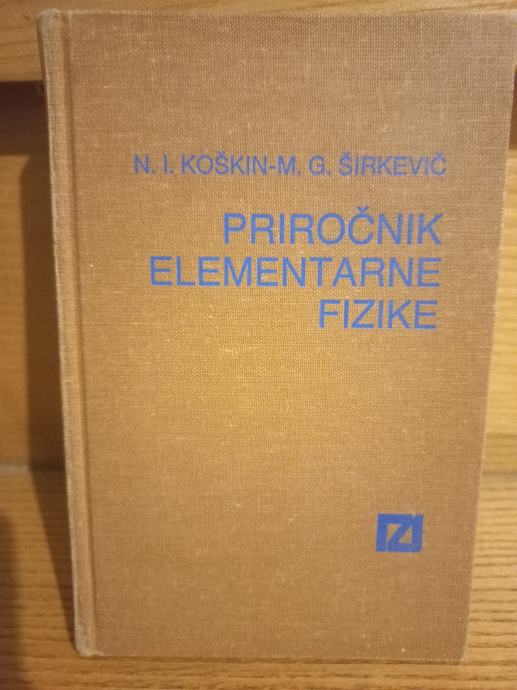 N. I. KOŠKIN-M. G. ŠIRKEVIČ
PRIROČNIK
ELEMENTARNE
FIZIKE